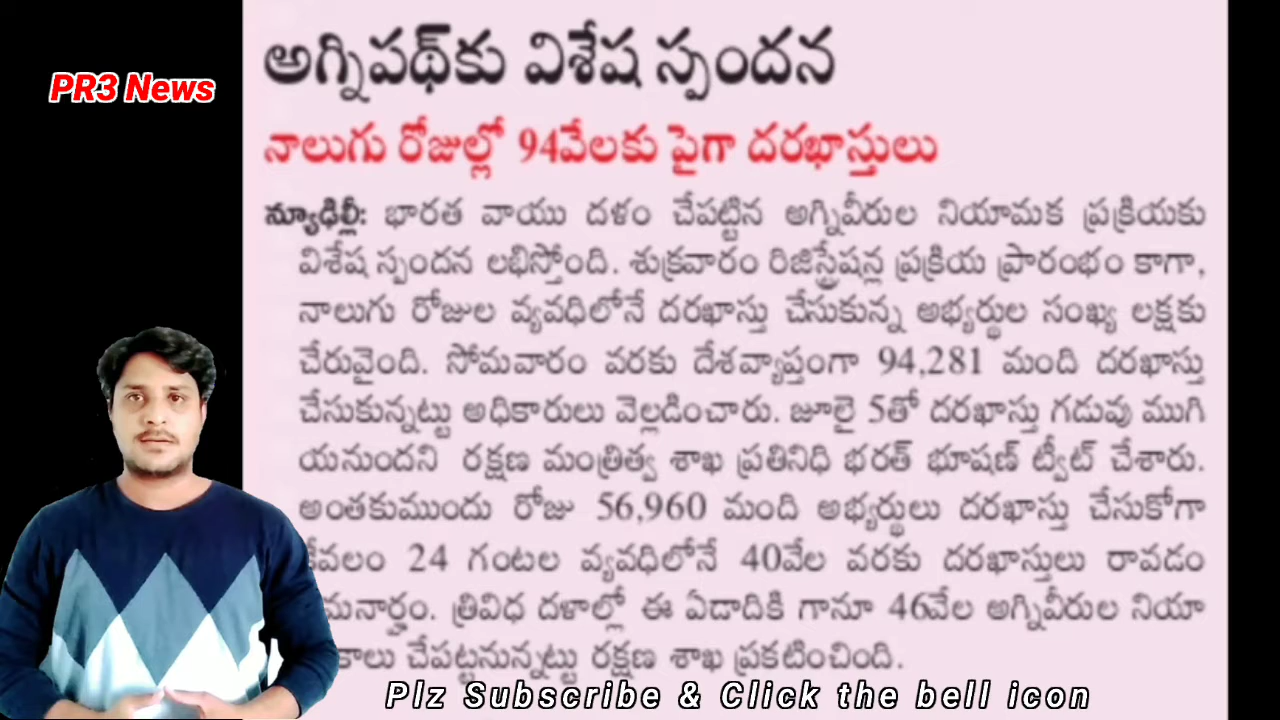 PR3 News
అగ్నిపథ్‌కు విశేష స్పందన
నాలుగు రోజుల్లో 94వేలకు పైగా దరఖాస్తులు
న్యూఢిల్లీ: భారత వాయు దళం చేపట్టిన అగ్నివీరుల నియామక ప్రక్రియకు
విశేష స్పందన లభిస్తోంది. శుక్రవారం రిజిస్ట్రేషన్ల ప్రక్రియ ప్రారంభం కాగా,
నాలుగు రోజుల వ్యవధిలోనే దరఖాస్తు చేసుకున్న అభ్యర్థుల సంఖ్య లక్షకు
చేరువైంది. సోమవారం వరకు దేశవ్యాప్తంగా 94,281 మంది దరఖాస్తు
చేసుకున్నట్టు అధికారులు వెల్లడించారు. జూలై 5తో దరఖాస్తు గడువు ముగి
యనుందని రక్షణ మంత్రిత్వ శాఖ ప్రతినిధి భరత్ భూషణ్ ట్వీట్ చేశారు.
అంతకుముందు రోజు 56,960 మంది అభ్యర్థులు దరఖాస్తు చేసుకోగా
కేవలం 24 గంటల వ్యవధిలోనే 40వేల వరకు దరఖాస్తులు రావడం
మనార్హం. త్రివిధ దళాల్లో ఈ ఏడాదికి గానూ 46వేల అగ్నివీరుల నియా
కాలు చేపట్టనున్నట్టు రక్షణ శాఖ ప్రకటించింది.
Plz Subscribe & Click the bell icon